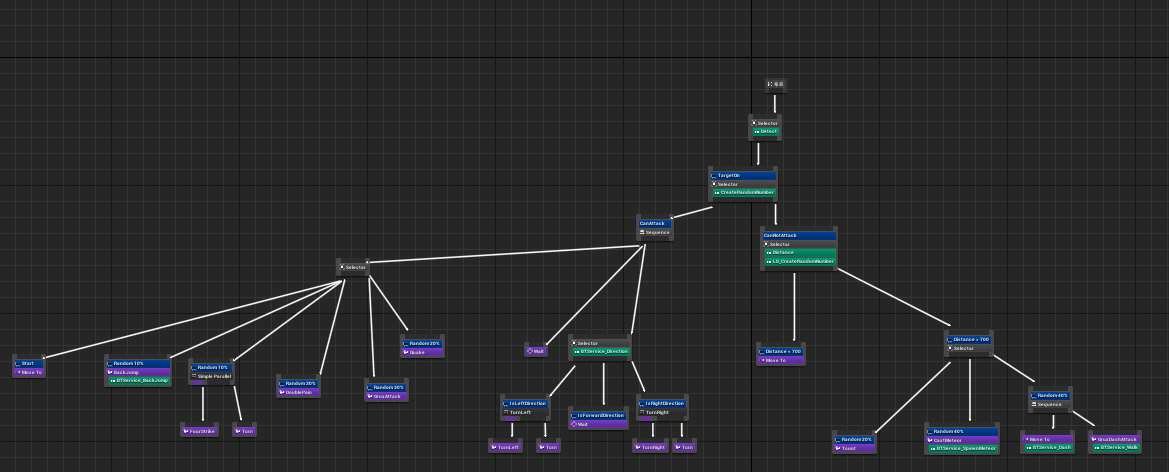 루트
Selector
Detect
TargetOn
Selector
CreateRandomNumber
CanAttack
Sequence
CanNotAttack
Selector
Distance
LD_CreateRandomNumber
Selector
Start
Move To
Random 10%
BackJump
BTService_BackJump
Random 10%
Simple Parallel
FourStrike
Turn
Random 30%
DoublePain
Random 30%
Random 20%
Quake
Wait
Selector
BTService_Direction
IsLeftDirection
TurnLeft
TurnLeft
Turn
IsForwardDirection
Wait
IsRightDirection
TurnRight
TurnRight
Turn
Distance < 700
Move To
Distance > 700
Selector
Random 20%
Taunt
Random 40%
CastMeteor
BTService_SpawnMeteor
Random 40%
Sequence
Move To
BTService_Dash
BTService_Walk